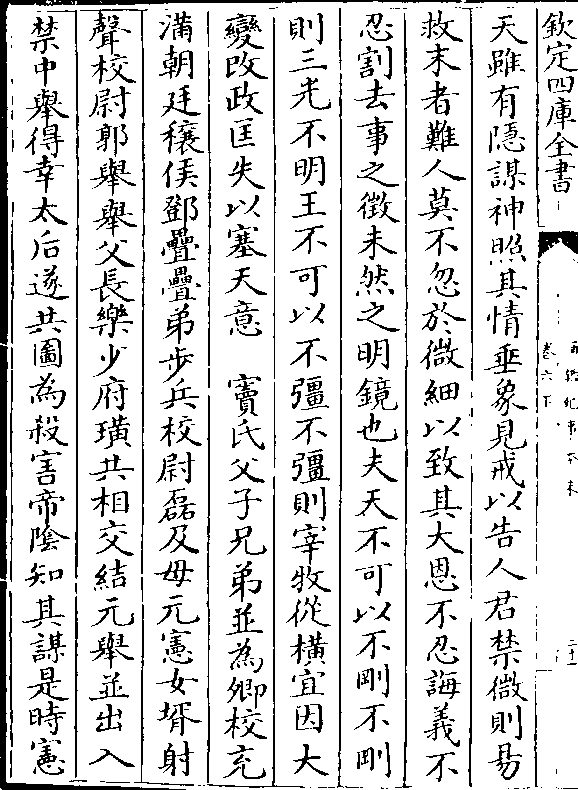 欽定四庫全書
卷六下
天雖有隠謀神照其情垂象見戒以告人君禁微則易
救末者難人莫不忽於微細以致其大恩不忍誨義不
忍割去事之徵未然之明鏡也夫天不可以不剛不剛
則三光不明王不可以不彊不彊則宰牧從横宜因大
變改政匡失以塞天意　竇氏父子兄弟並為卿校充
滿朝廷穰侯鄧疊疊弟步兵校尉磊及母元憲女壻射
聲校尉郭舉舉父長樂少府璜共相交結元舉並出入
禁中舉得幸太后遂共圖為殺害帝陰知其謀是時憲